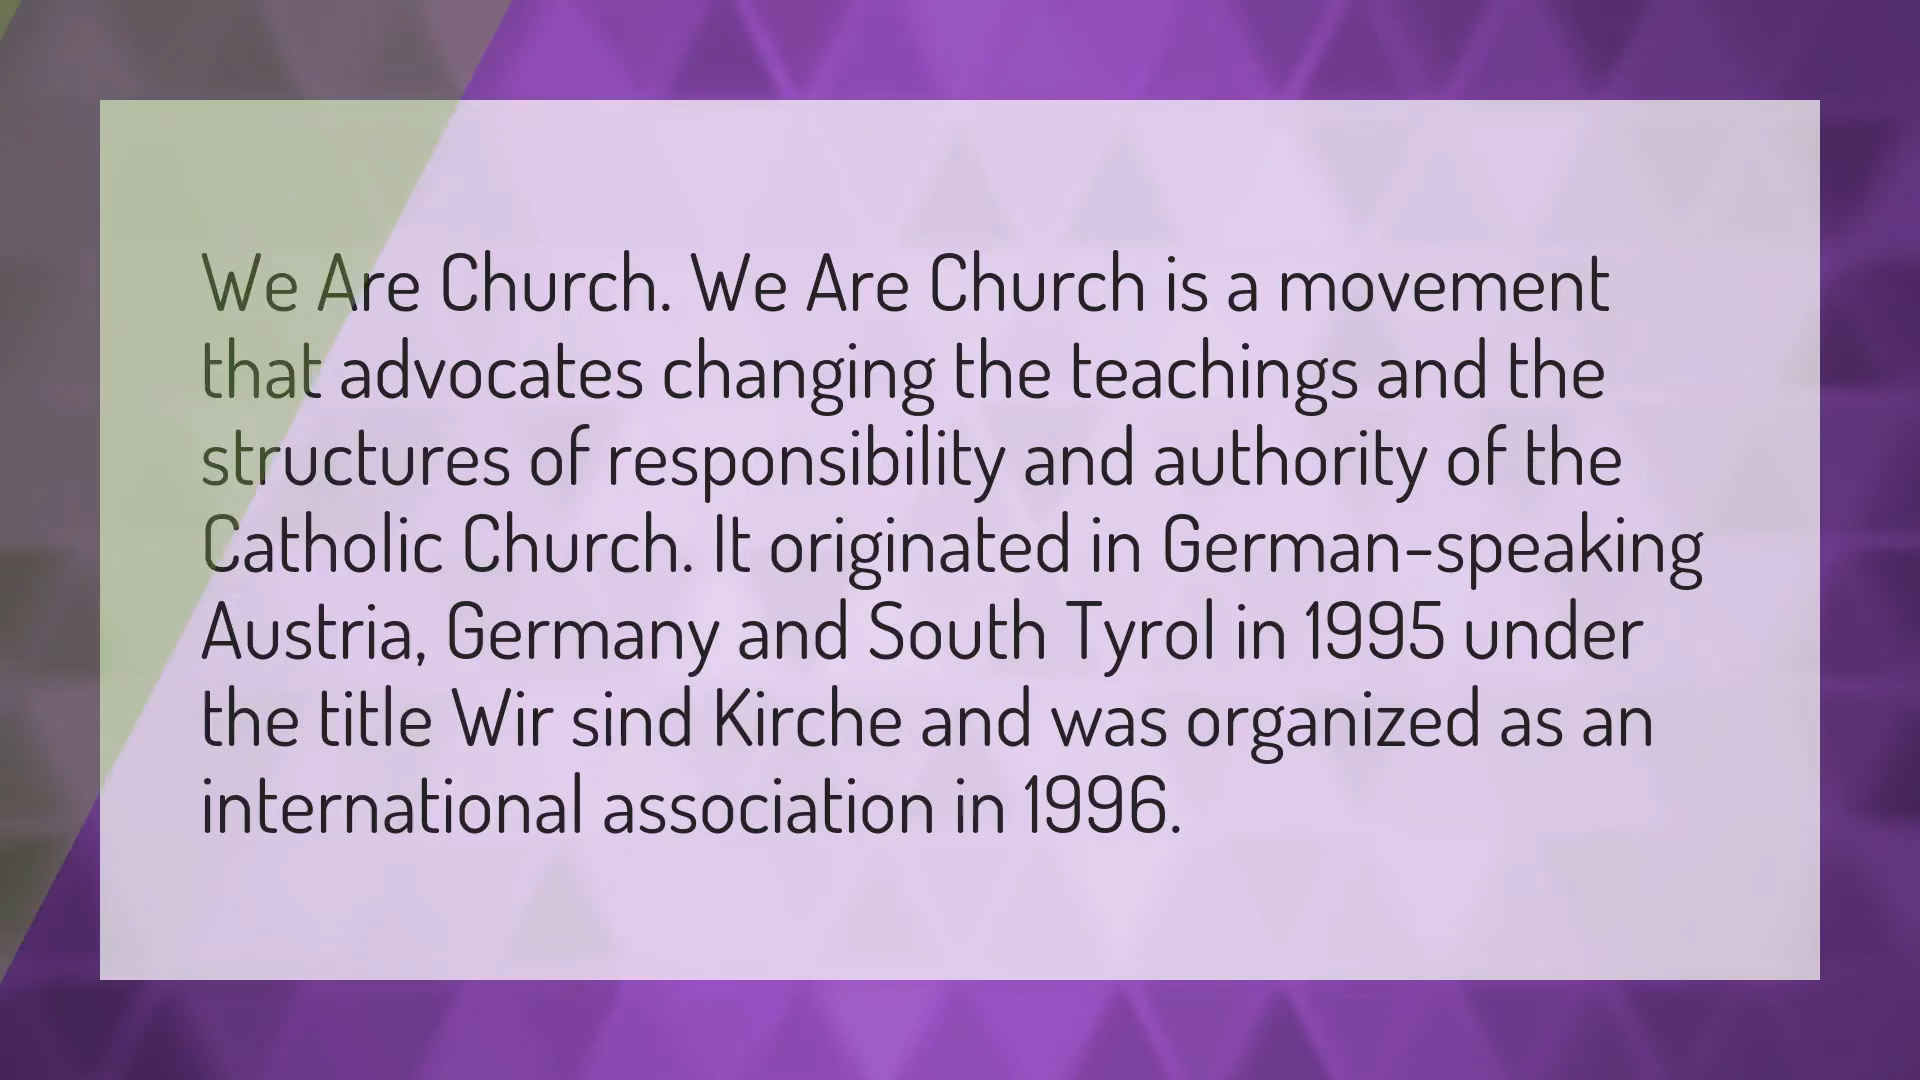 We Are Church. We Are Church is a movement
that advocates changing the teachings and the
structures of responsibility and authority of the
Catholic Church. It originated in German-speaking
Austria, Germany and South Tyrol in 1995 under
the title Wir sind Kirche and was organized as an
international association in 1996.